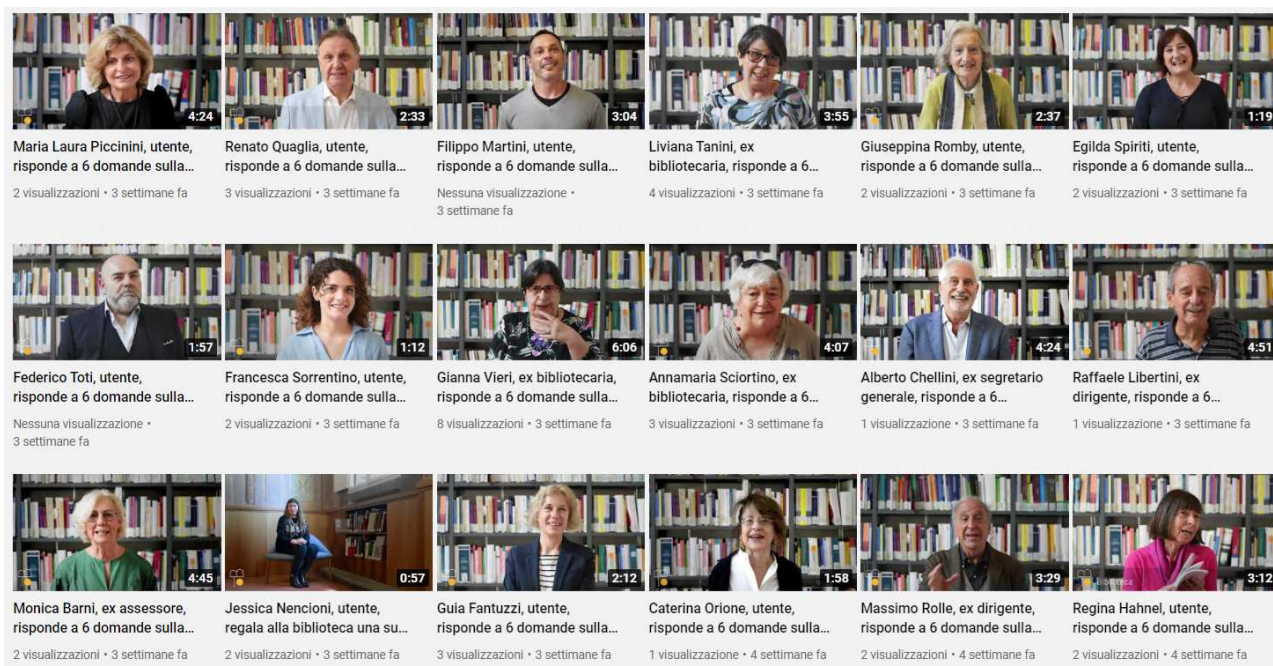 4:24
2:33
3:04
3:55
2:37
1:19
Maria Laura Piccinini, utente,
risponde a 6 domande sulla...
2 visualizzazioni • 3 settimane fa
Renato Quaglia, utente,
risponde a 6 domande sulla...
3 visualizzazioni • 3 settimane fa
Filippo Martini, utente,
risponde a 6 domande sulla...
Nessuna visualizzazione •
3 settimane fa
Liviana Tanini, ex
bibliotecaria, risponde a 6...
4 visualizzazioni • 3 settimane fa
Giuseppina Romby, utente,
risponde a 6 domande sulla...
2 visualizzazioni • 3 settimane fa
Egilda Spiriti, utente,
risponde a 6 domande sulla...
2 visualizzazioni • 3 settimane fa
1:57
1:12
6:06
4:07
4:24
4:51
Federico Toti, utente,
risponde a 6 domande sulla...
Nessuna visualizzazione •
3 settimane fa
Francesca Sorrentino, utente,
risponde a 6 domande sulla...
2 visualizzazioni • 3 settimane fa
Gianna Vieri, ex bibliotecaria,
risponde a 6 domande sulla...
8 visualizzazioni • 3 settimane fa
Annamaria Sciortino, ex
bibliotecaria, risponde a 6...
3 visualizzazioni • 3 settimane fa
Alberto Chellini, ex segretario
generale, risponde a 6...
1 visualizzazione • 3 settimane fa
Raffaele Libertini, ex
dirigente, risponde a 6...
1 visualizzazione • 3 settimane fa
4:45
0:57
2:12
1:58
3:29
Biblioteca
3:12
Monica Barni, ex assessore,
risponde a 6 domande sulla...
2 visualizzazioni • 3 settimane fa
Jessica Nencioni, utente,
regala alla biblioteca una su...
2 visualizzazioni • 3 settimane fa
Guia Fantuzzi, utente,
risponde a 6 domande sulla...
3 visualizzazioni • 3 settimane fa
Caterina Orione, utente,
risponde a 6 domande sulla...
1 visualizzazione • 4 settimane fa
Massimo Rolle, ex dirigente,
risponde a 6 domande sulla...
2 visualizzazioni • 4 settimane fa
Regina Hahnel, utente,
risponde a 6 domande sulla...
2 visualizzazioni • 4 settimane fa